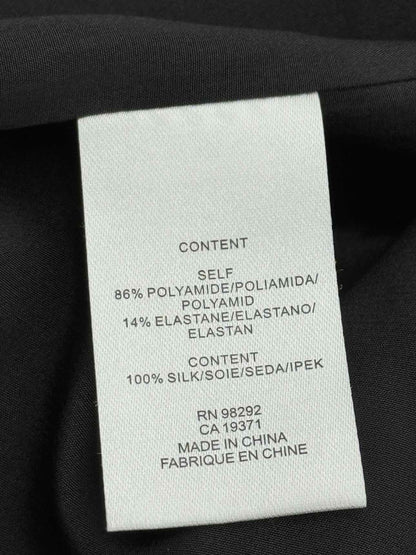 CONTENT
SELF
86% POLYAMIDE/POLIAMIDA/
POLYAMID
14% ELASTANE/ELASTANO/
ELASTAN
CONTENT
100% SILK/SOIE/SEDA/IPEK
RN 98292
CA 19371
MADE IN CHINA
FABRIQUE EN CHINE